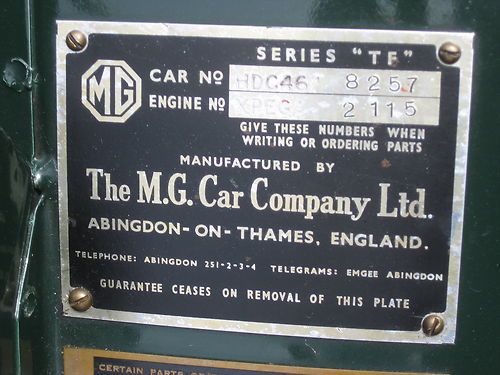 SERIES "TF"
MG
CAR No HDC46 8257
ENGINE No XPEG 2115
GIVE THESE NUMBERS WHEN
WRITING OR ORDERING PARTS
MANUFACTURED BY
The M.G. Car Company Ltd.
ABINGDON-ON-THAMES, ENGLAND.
TELEPHONE: ABINGDON 251-2-3-4 TELEGRAMS: EMGEE ABINGDON
GUARANTEE CEASES ON REMOVAL OF THIS PLATE
CERTAIN PARTS